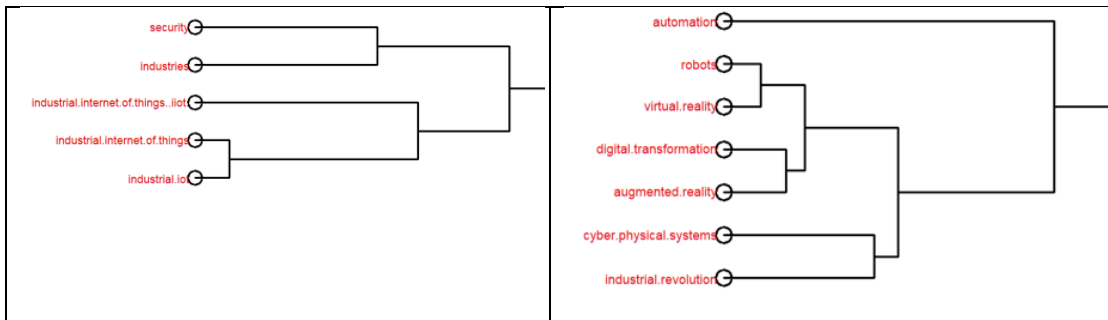 security
industries
industrial.internet.of.things..iiot.
industrial.internet.of.things
industrial.iot
automation
robots
virtual.reality
digital.transformation
augmented.reality
cyber.physical.systems
industrial.revolution